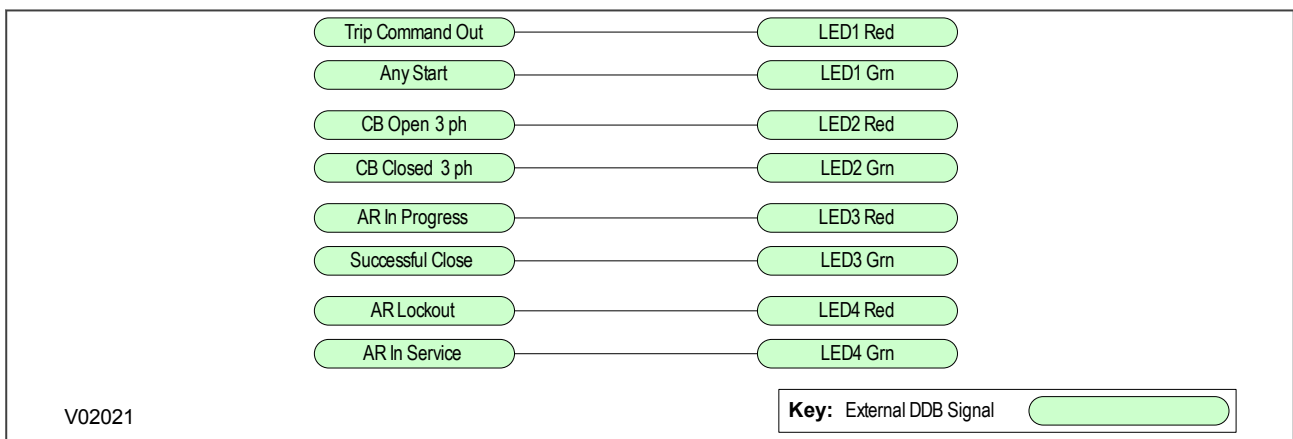 Trip Command Out LED1 Red
Any Start LED1 Grn
CB Open 3 ph LED2 Red
CB Closed 3 ph LED2 Grn
AR In Progress LED3 Red
Successful Close LED3 Grn
AR Lockout LED4 Red
AR In Service LED4 Grn
V02021
Key: External DDB Signal